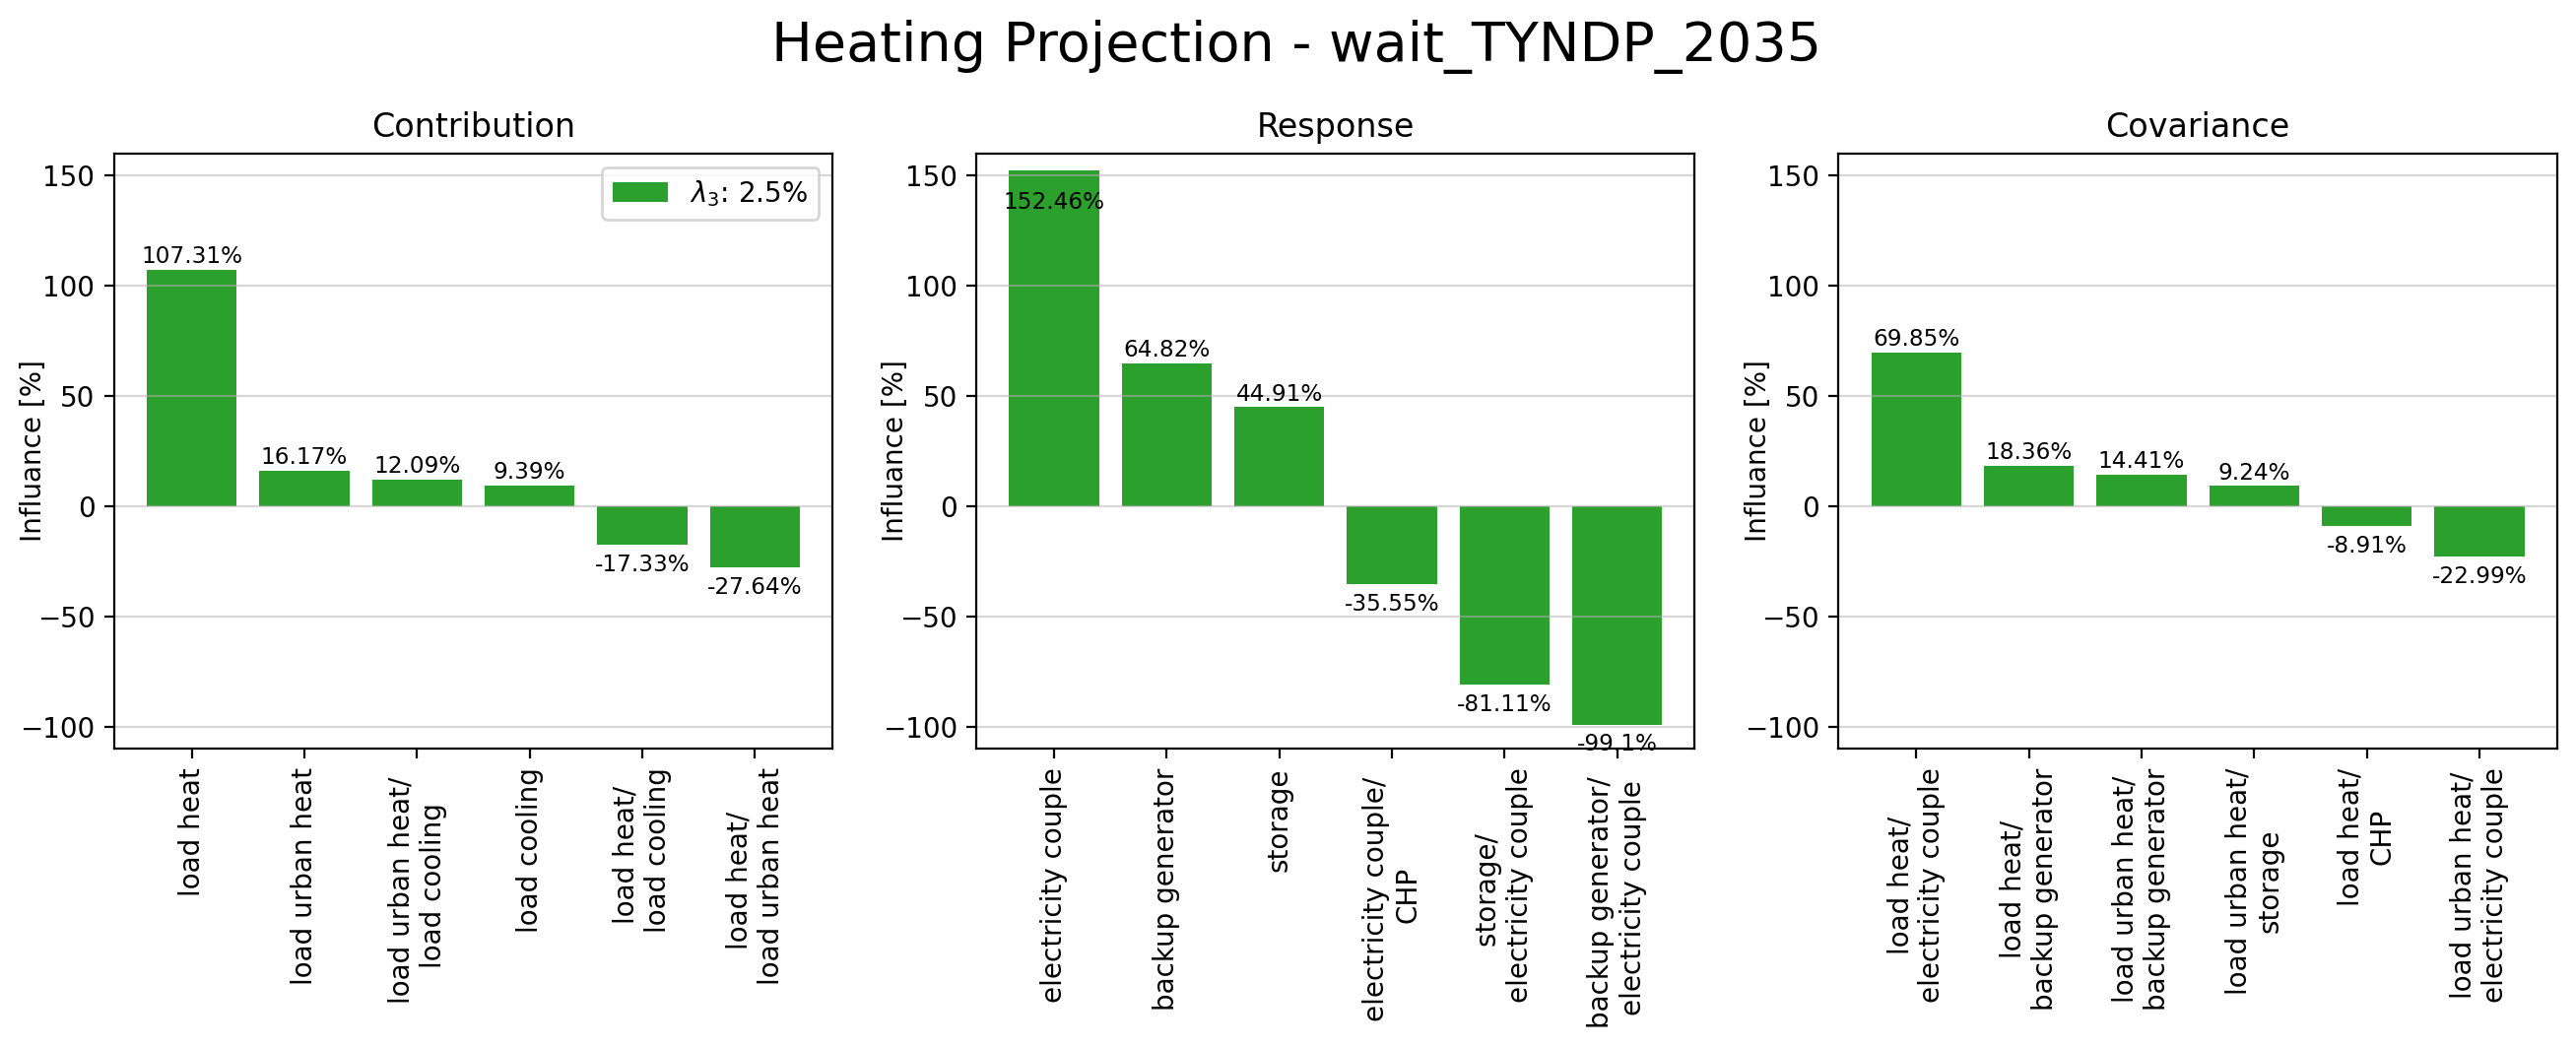 Heating Projection - wait_TYNDP_2035
Contribution
Influance [%]
150
100
50
0
−50
−100
λ3: 2.5%
107.31%
16.17%
12.09%
9.39%
-17.33%
-27.64%
load heat
load urban heat
load urban heat/
load cooling
load cooling
load heat/
load cooling
load heat/
load urban heat
Response
Influance [%]
150
100
50
0
−50
−100
152.46%
64.82%
44.91%
-35.55%
-81.11%
-99.1%
electricity couple
backup generator
storage
electricity couple/
CHP
storage/
electricity couple
backup generator/
electricity couple
Covariance
Influance [%]
150
100
50
0
−50
−100
69.85%
18.36%
14.41%
9.24%
-8.91%
-22.99%
load heat/
electricity couple
load heat/
backup generator
load urban heat/
backup generator
load urban heat/
storage
load heat/
CHP
load urban heat/
electricity couple